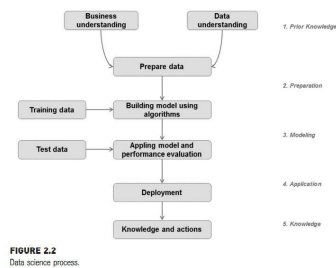 Business
understanding
Data
understanding
1. Prior Knowledge
Prepare data
2. Preparation
Training data
Building model using
algorithms
3. Modeling
Test data
Appling model and
performance evaluation
4. Application
Deployment
5. Knowledge
Knowledge and actions
FIGURE 2.2
Data science process.